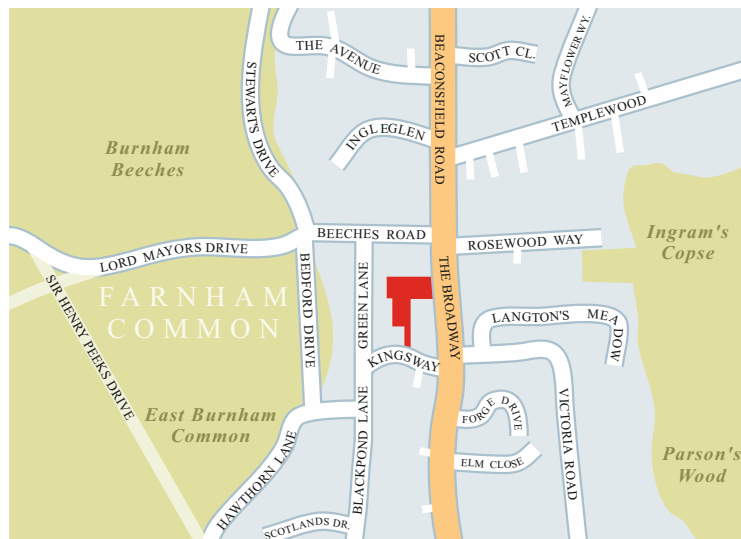 THE AVENUE
SCOTT CL.
MAYFLOWER WY.
BEACONSFIELD ROAD
STEWART'S DRIVE
TEMPLEWOOD
INGLEGLEN
Burnham
Beeches
BEECHES ROAD
ROSEWOOD WAY
Ingram's
Copse
LORD MAYORS DRIVE
BEDFORD DRIVE
GREEN LANE
THE BROADWAY
SIR HENRY PEEKS DRIVE
FARNHAM
COMMON
LANGTON'S MEADOW
KINGSWAY
East Burnham
Common
FORGE DRIVE
VICTORIA ROAD
BLACKPOND LANE
HAWTHORN LANE
ELM CLOSE
Parson's
Wood
SCOTLANDS DR.